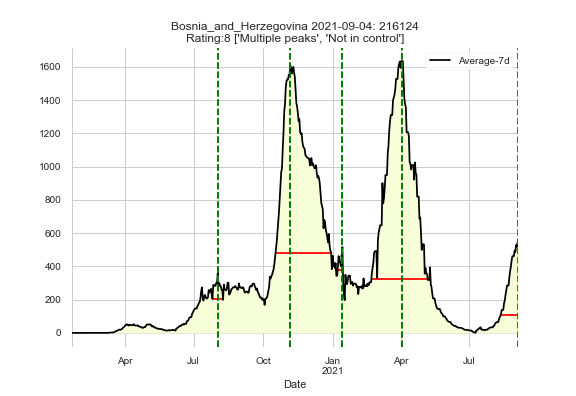 Bosnia_and_Herzegovina 2021-09-04: 216124
Rating:8 ['Multiple peaks', 'Not in control']
Average-7d
1600
1400
1200
1000
800
600
400
200
0
Apr Jul Oct Jan Apr Jul
2021
Date